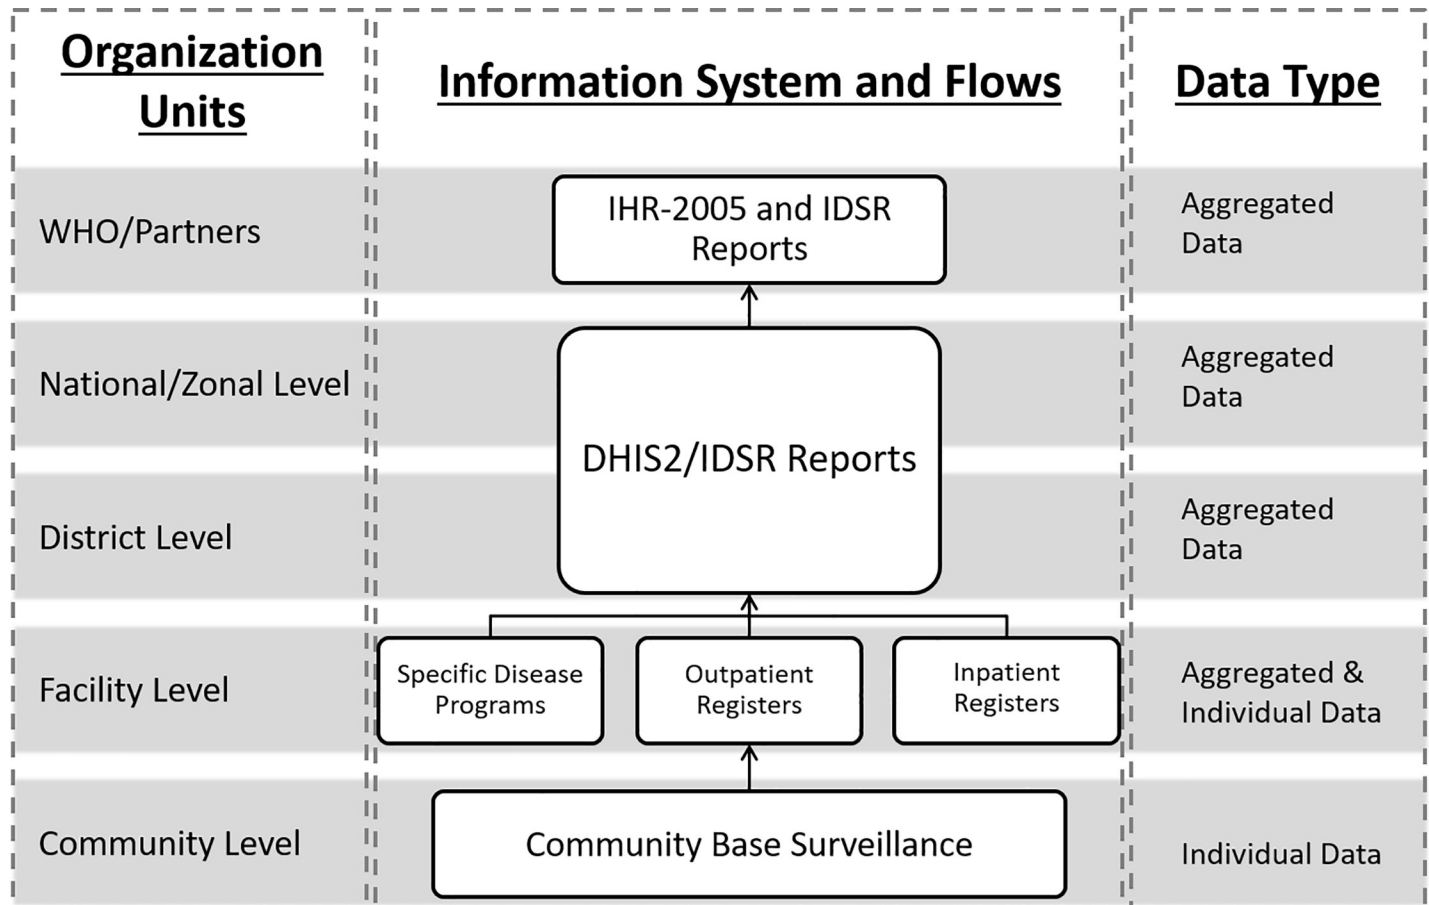 Organization
Units
Information System and Flows
Data Type
WHO/Partners
IHR-2005 and IDSR
Reports
Aggregated
Data
National/Zonal Level
Aggregated
Data
DHIS2/IDSR Reports
District Level
Aggregated
Data
Facility Level
Specific Disease
Programs
Outpatient
Registers
Inpatient
Registers
Aggregated &
Individual Data
Community Level
Community Base Surveillance
Individual Data